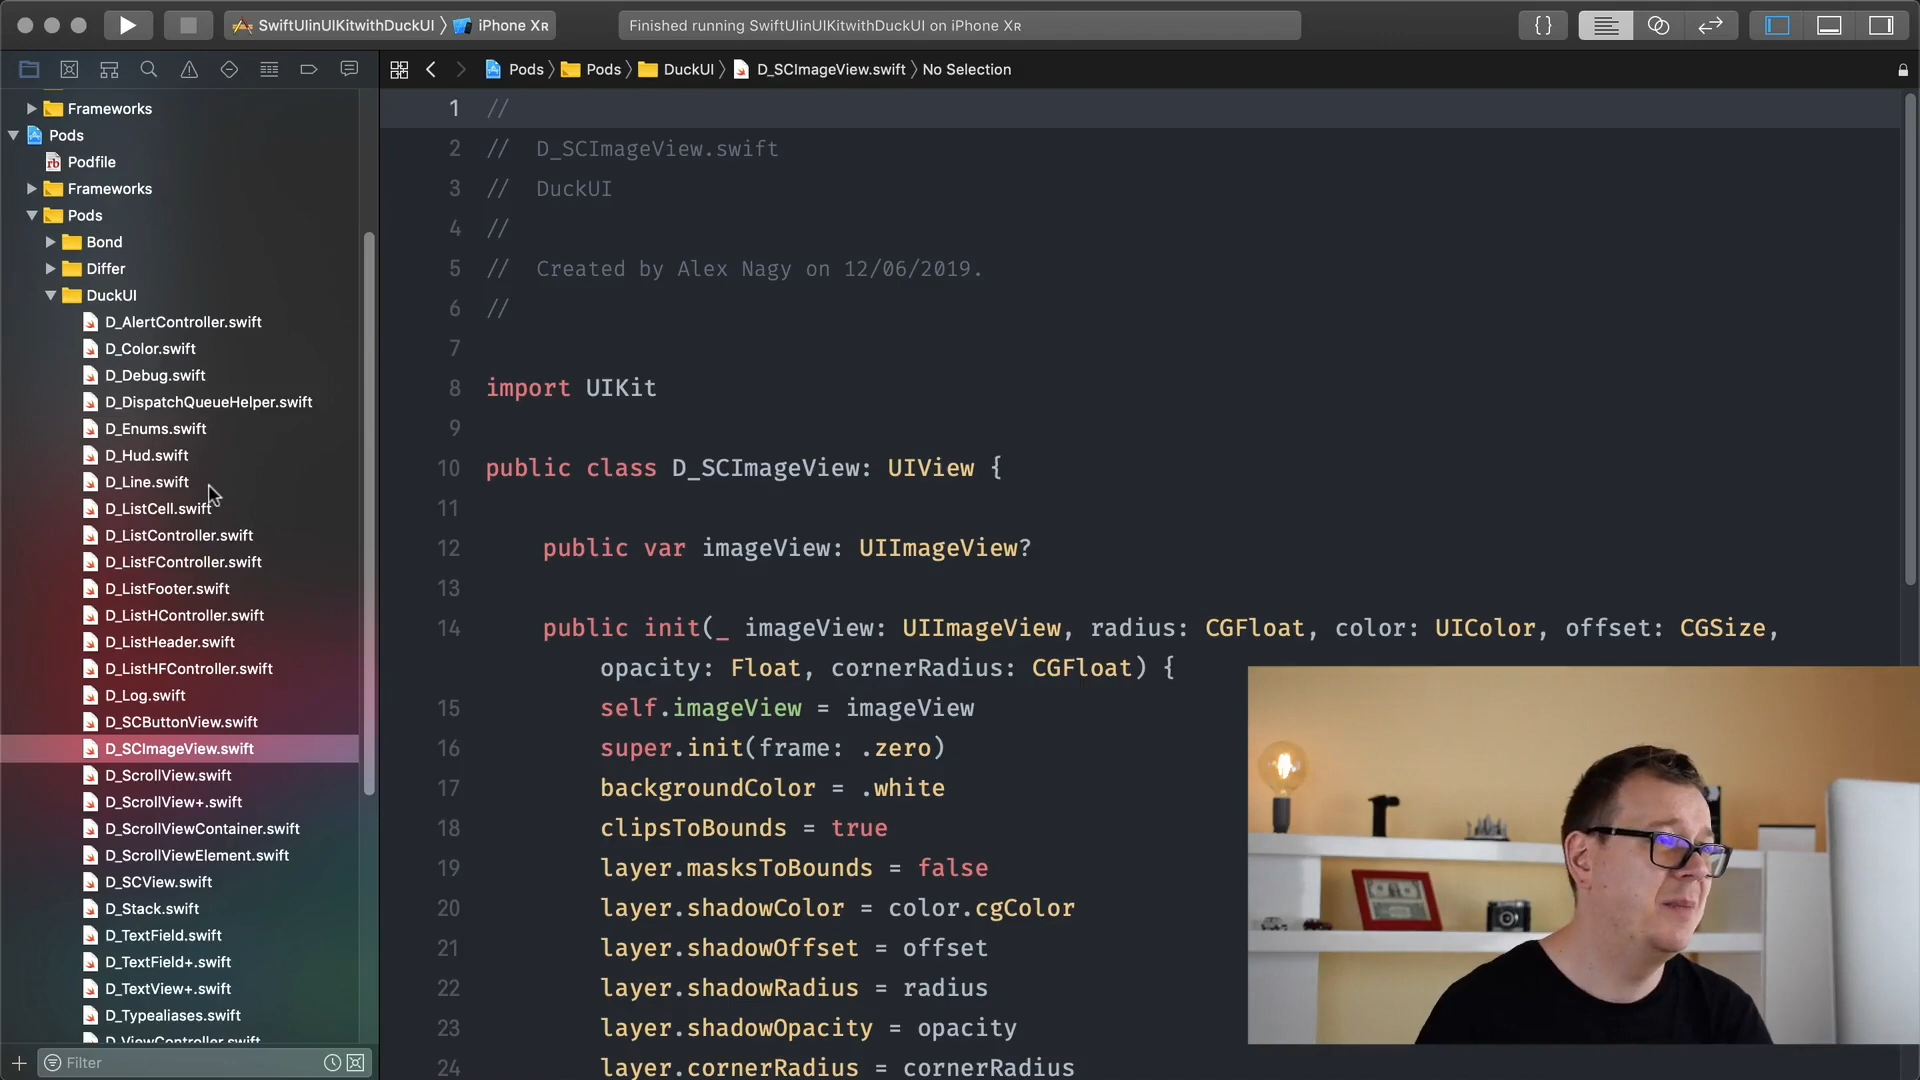 SwiftUIinUIKitwithDuckUI 〉 iPhone Xʀ
Finished running SwiftUIinUIKitwithDuckUI on iPhone Xʀ
{ }
Pods 〉 Pods 〉 DuckUI 〉 D_SCImageView.swift 〉 No Selection
Frameworks
Pods
rb Podfile
Frameworks
Pods
Bond
Differ
DuckUI
D_AlertController.swift
D_Color.swift
D_Debug.swift
D_DispatchQueueHelper.swift
D_Enums.swift
D_Hud.swift
D_Line.swift
D_ListCell.swift
D_ListController.swift
D_ListFController.swift
D_ListFooter.swift
D_ListHController.swift
D_ListHeader.swift
D_ListHFController.swift
D_Log.swift
D_SCButtonView.swift
D_SCImageView.swift
D_ScrollView.swift
D_ScrollView+.swift
D_ScrollViewContainer.swift
D_ScrollViewElement.swift
D_SCView.swift
D_Stack.swift
D_TextField.swift
D_TextField+.swift
D_TextView+.swift
D_Typealiases.swift
D_ViewController.swift
Filter
1 //
2 // D_SCImageView.swift
3 // DuckUI
4 //
5 // Created by Alex Nagy on 12/06/2019.
6 //
7
8 import UIKit
9
10 public class D_SCImageView: UIView {
11
12 public var imageView: UIImageView?
13
14 public init(_ imageView: UIImageView, radius: CGFloat, color: UIColor, offset: CGSize,
opacity: Float, cornerRadius: CGFloat) {
15 self.imageView = imageView
16 super.init(frame: .zero)
17 backgroundColor = .white
18 clipsToBounds = true
19 layer.masksToBounds = false
20 layer.shadowColor = color.cgColor
21 layer.shadowOffset = offset
22 layer.shadowRadius = radius
23 layer.shadowOpacity = opacity
24 layer.cornerRadius = cornerRadius